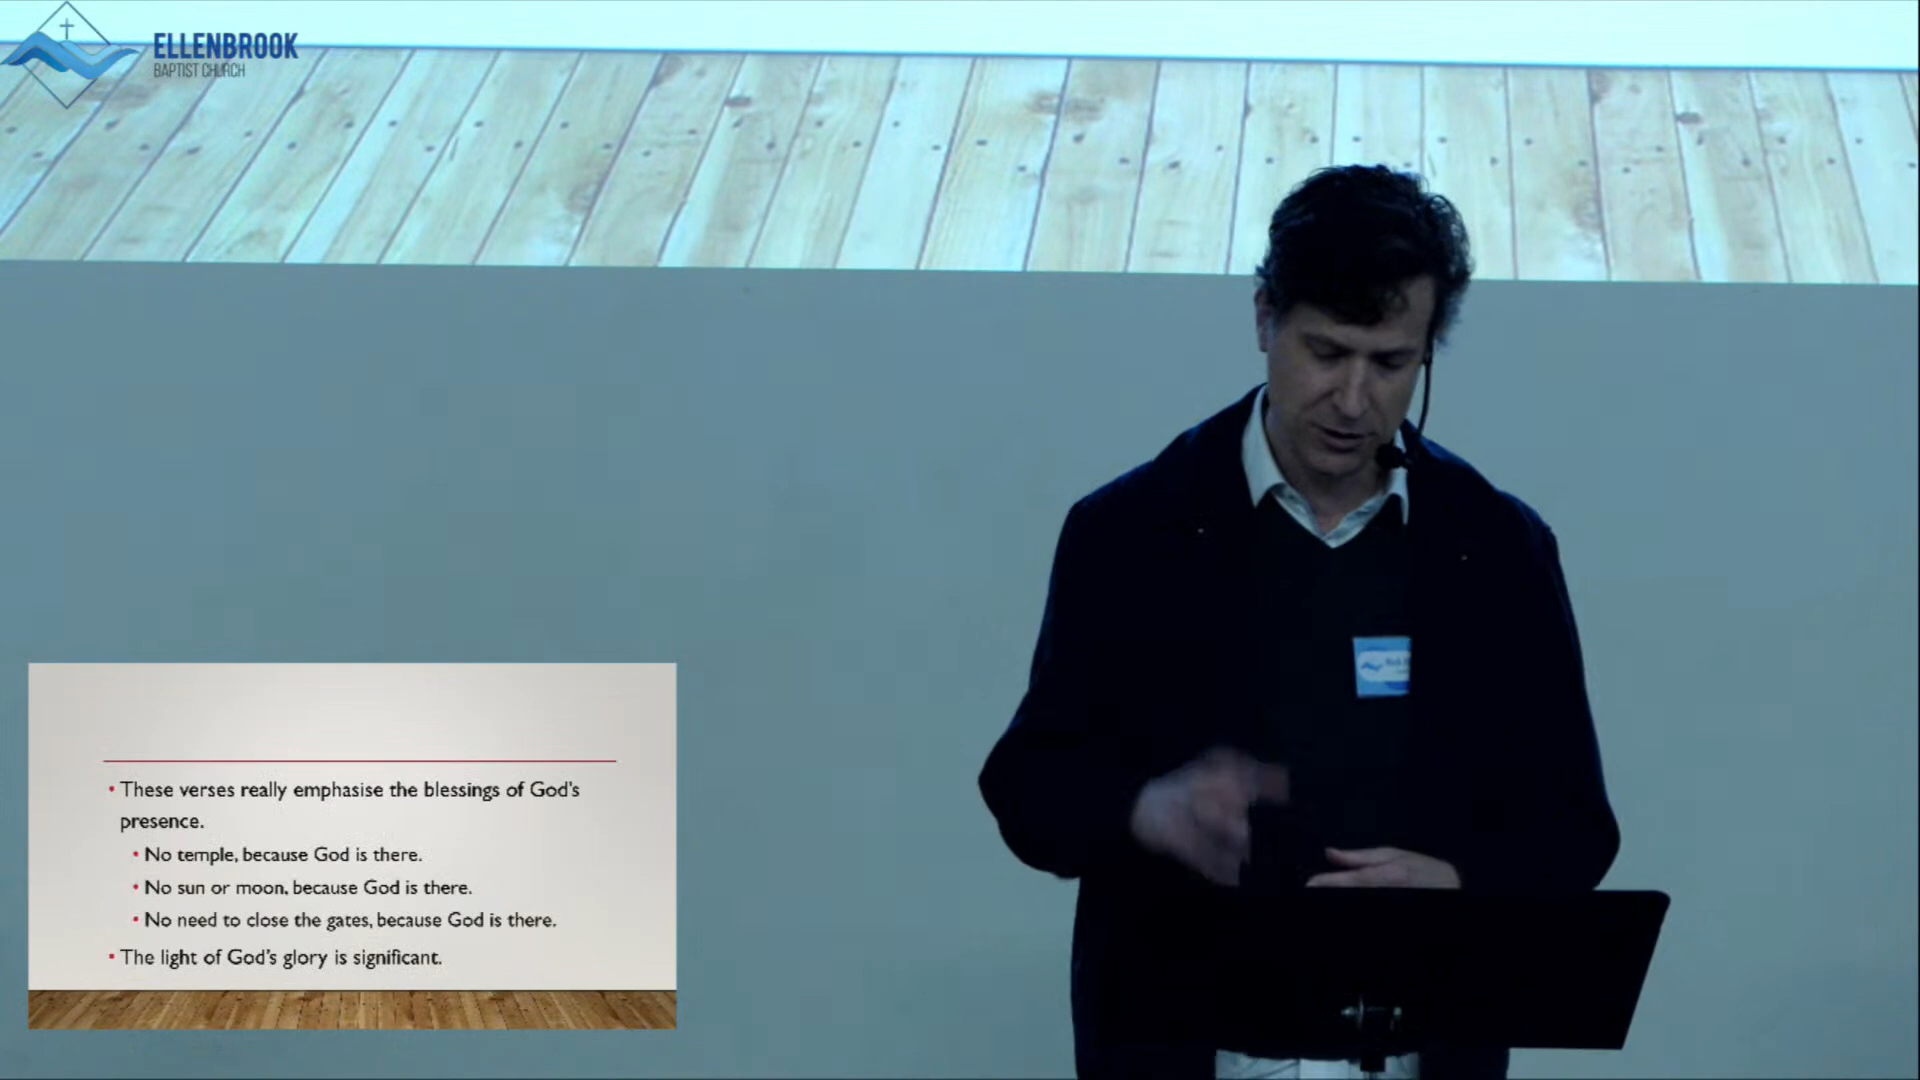 ELLENBROOK
BAPTIST CHURCH
• These verses really emphasise the blessings of God's
presence.
• No temple, because God is there.
• No sun or moon, because God is there.
• No need to close the gates, because God is there.
• The light of God's glory is significant.